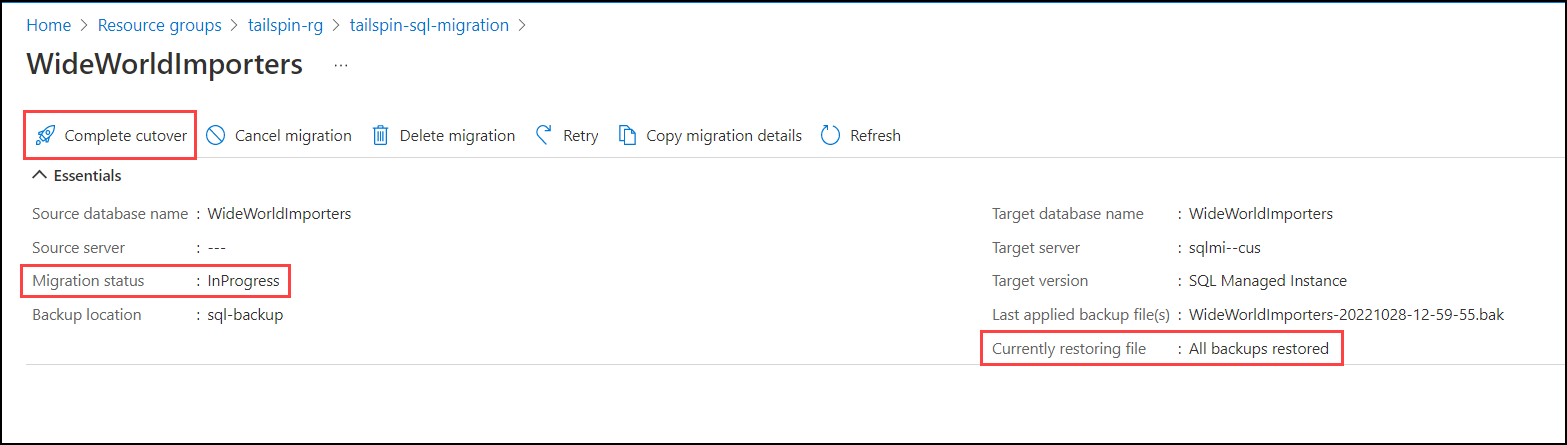 Home > Resource groups > tailspin-rg > tailspin-sql-migration >
WideWorldImporters ...
Complete cutover Cancel migration Delete migration Retry Copy migration details Refresh
Essentials
Source database name : WideWorldImporters
Source server : ---
Migration status : InProgress
Backup location : sql-backup
Target database name : WideWorldImporters
Target server : sqlmi--cus
Target version : SQL Managed Instance
Last applied backup file(s) : WideWorldImporters-20221028-12-59-55.bak
Currently restoring file : All backups restored